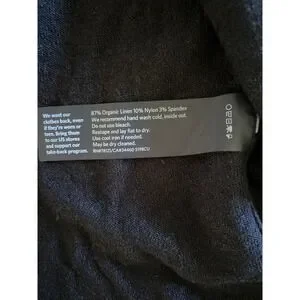 We want our
clothes back, even
if they're worn or
torn. Bring them
to our US stores
and support our
take-back program.
87% Organic Linen 10% Nylon 3% Spandex
We recommend hand wash cold, inside out.
Do not use bleach.
Reshape and lay flat to dry.
Use cool iron if needed.
May be dry cleaned.